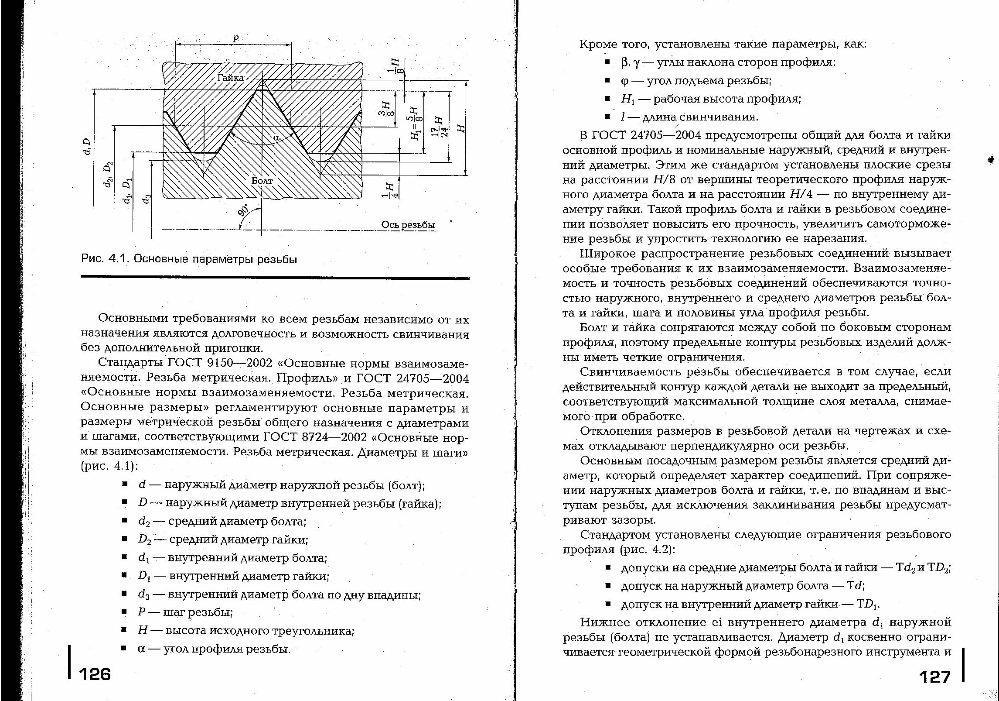 P
Гайка
1/8 H
3/8 H
H₁ = 5/8 H
17/24 H
H
α
d, D
d₂, D₂
d₁, D₁
d₃
Болт
1/4 H
90°
Ось резьбы
Рис. 4.1. Основные параметры резьбы
Основными требованиями ко всем резьбам независимо от их
назначения являются долговечность и возможность свинчивания
без дополнительной пригонки.
Стандарты ГОСТ 9150—2002 «Основные нормы взаимозаме-
няемости. Резьба метрическая. Профиль» и ГОСТ 24705—2004
«Основные нормы взаимозаменяемости. Резьба метрическая.
Основные размеры» регламентируют основные параметры и
размеры метрической резьбы общего назначения с диаметрами
и шагами, соответствующими ГОСТ 8724—2002 «Основные нор-
мы взаимозаменяемости. Резьба метрическая. Диаметры и шаги»
(рис. 4.1):
■ d — наружный диаметр наружной резьбы (болт);
■ D — наружный диаметр внутренней резьбы (гайка);
■ d₂ — средний диаметр болта;
■ D₂ — средний диаметр гайки;
■ d₁ — внутренний диаметр болта;
■ D₁ — внутренний диаметр гайки;
■ d₃ — внутренний диаметр болта по дну впадины;
■ P — шаг резьбы;
■ H — высота исходного треугольника;
■ α — угол профиля резьбы.
126
Кроме того, установлены такие параметры, как:
■ β, γ — углы наклона сторон профиля;
■ φ — угол подъема резьбы;
■ H₁ — рабочая высота профиля;
■ l — длина свинчивания.
В ГОСТ 24705—2004 предусмотрены общий для болта и гайки
основной профиль и номинальные наружный, средний и внутрен-
ний диаметры. Этим же стандартом установлены плоские срезы
на расстоянии H/8 от вершины теоретического профиля наруж-
ного диаметра болта и на расстоянии H/4 — по внутреннему ди-
аметру гайки. Такой профиль болта и гайки в резьбовом соедине-
нии позволяет повысить его прочность, увеличить самоторможе-
ние резьбы и упростить технологию ее нарезания.
Широкое распространение резьбовых соединений вызывает
особые требования к их взаимозаменяемости. Взаимозаменяе-
мость и точность резьбовых соединений обеспечиваются точно-
стью наружного, внутреннего и среднего диаметров резьбы бол-
та и гайки, шага и половины угла профиля резьбы.
Болт и гайка сопрягаются между собой по боковым сторонам
профиля, поэтому предельные контуры резьбовых изделий долж-
ны иметь четкие ограничения.
Свинчиваемость резьбы обеспечивается в том случае, если
действительный контур каждой детали не выходит за предельный,
соответствующий максимальной толщине слоя металла, снимае-
мого при обработке.
Отклонения размеров в резьбовой детали на чертежах и схе-
мах откладывают перпендикулярно оси резьбы.
Основным посадочным размером резьбы является средний ди-
аметр, который определяет характер соединений. При сопряже-
нии наружных диаметров болта и гайки, т. е. по впадинам и выс-
тупам резьбы, для исключения заклинивания резьбы предусмат-
ривают зазоры.
Стандартом установлены следующие ограничения резьбового
профиля (рис. 4.2):
■ допуски на средние диаметры болта и гайки — Td₂ и TD₂;
■ допуск на наружный диаметр болта — Td;
■ допуск на внутренний диаметр гайки — TD₁.
Нижнее отклонение ei внутреннего диаметра d₁ наружной
резьбы (болта) не устанавливается. Диаметр d₁ косвенно ограни-
чивается геометрической формой резьбонарезного инструмента и
127